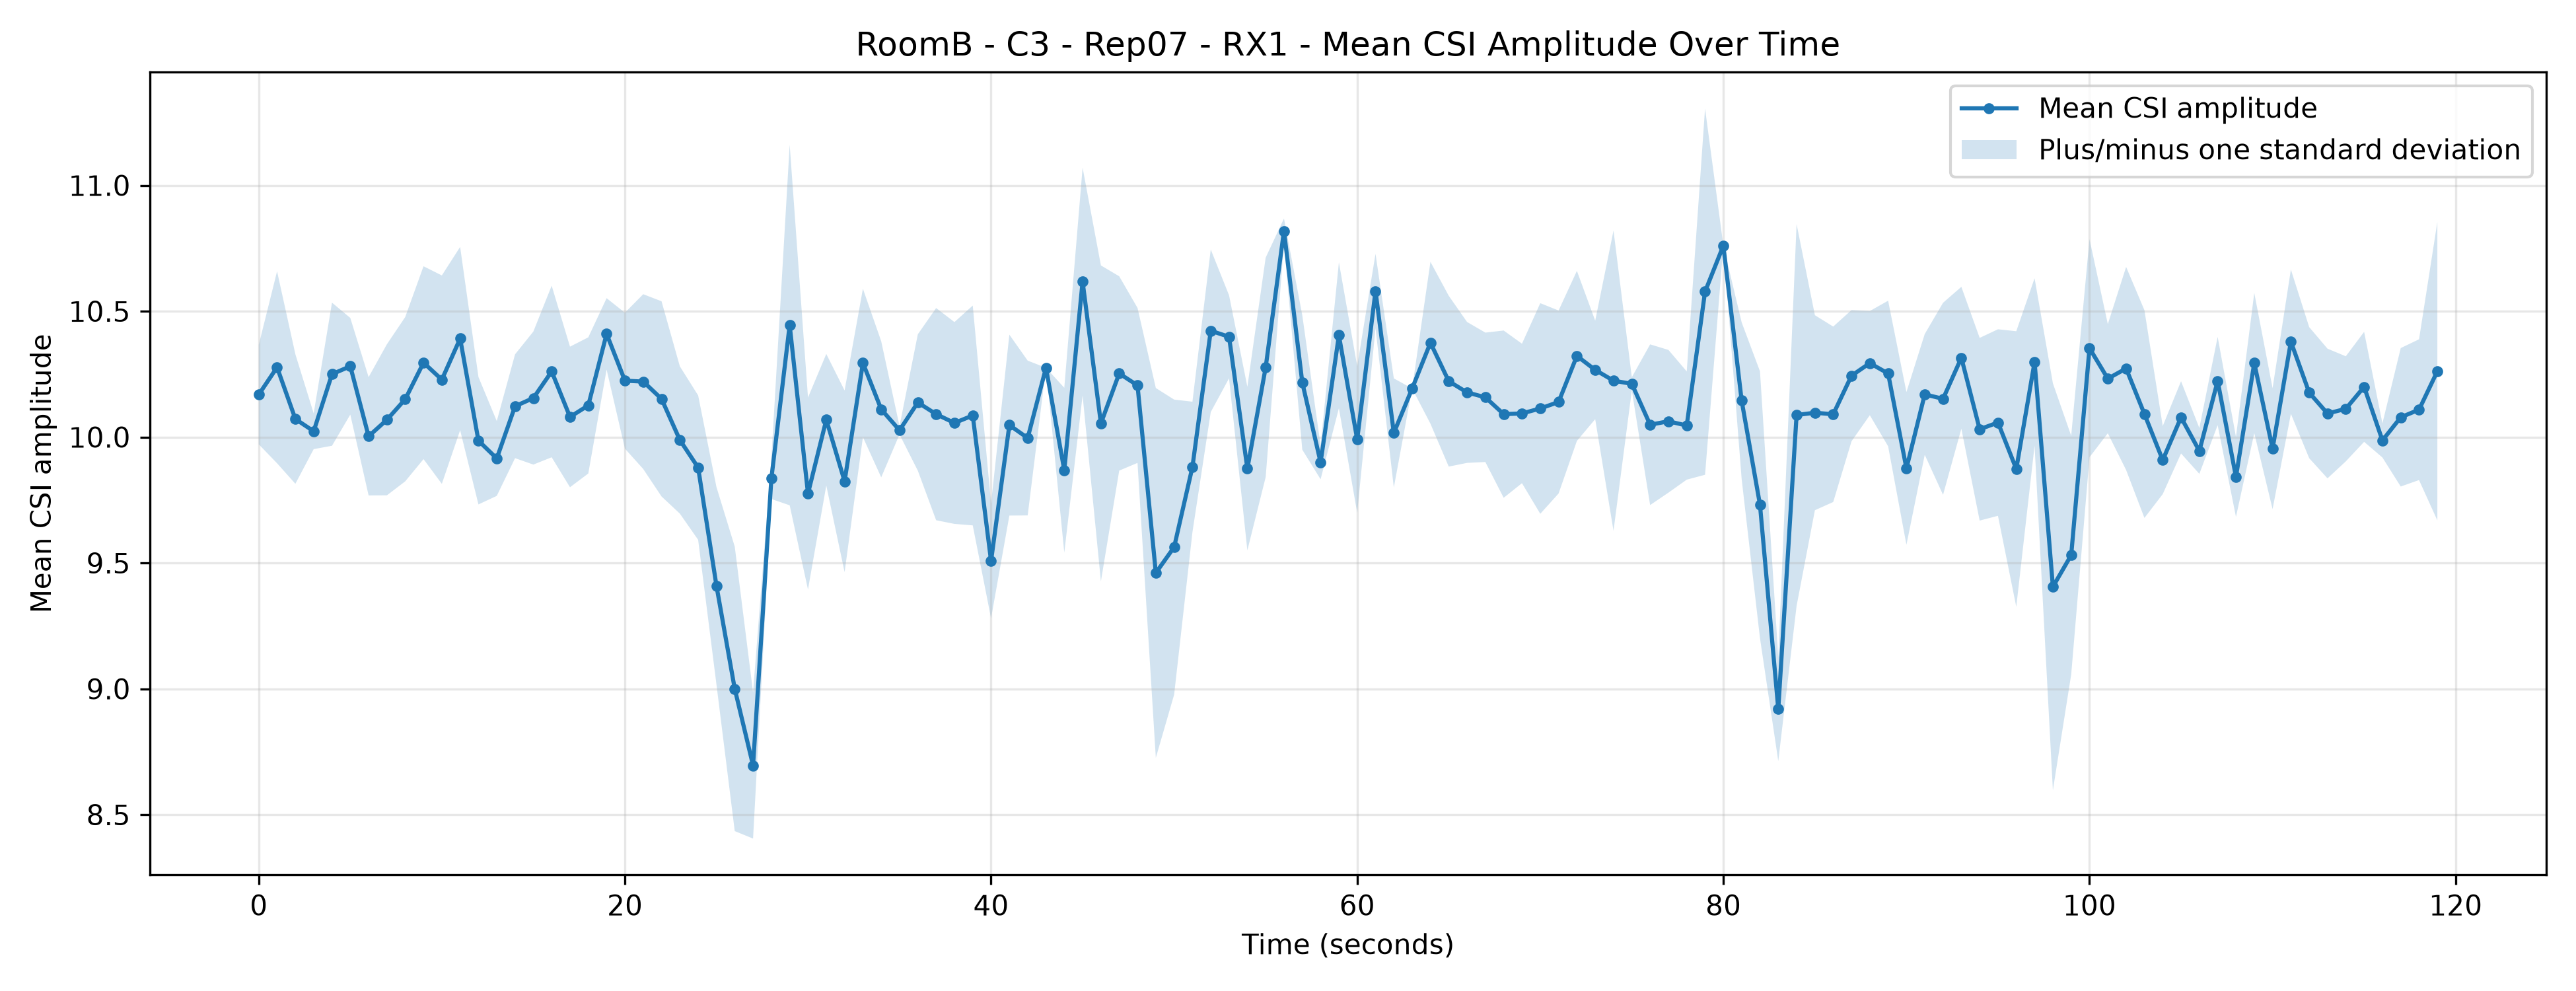 RoomB - C3 - Rep07 - RX1 - Mean CSI Amplitude Over Time
Mean CSI amplitude
Plus/minus one standard deviation
Mean CSI amplitude
11.0
10.5
10.0
9.5
9.0
8.5
0 20 40 60 80 100 120
Time (seconds)